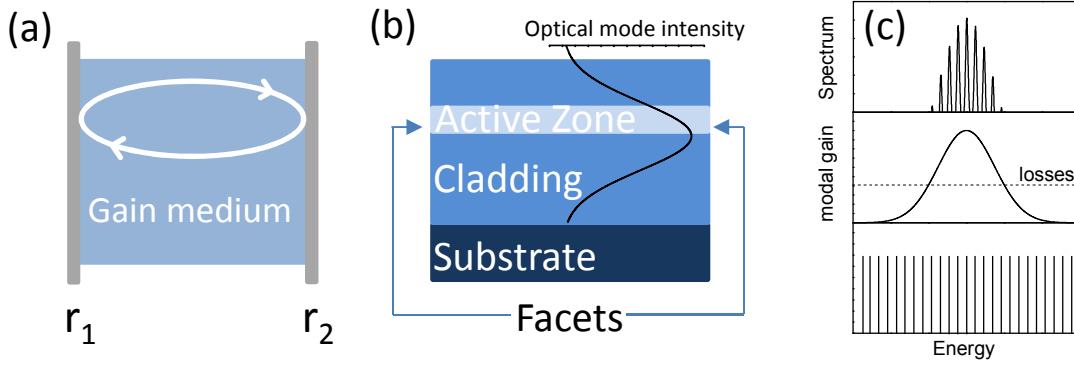 (a)
Gain medium
r1
r2
(b)
Optical mode intensity
Active Zone
Cladding
Substrate
Facets
(c)
Spectrum
modal gain
losses
Energy